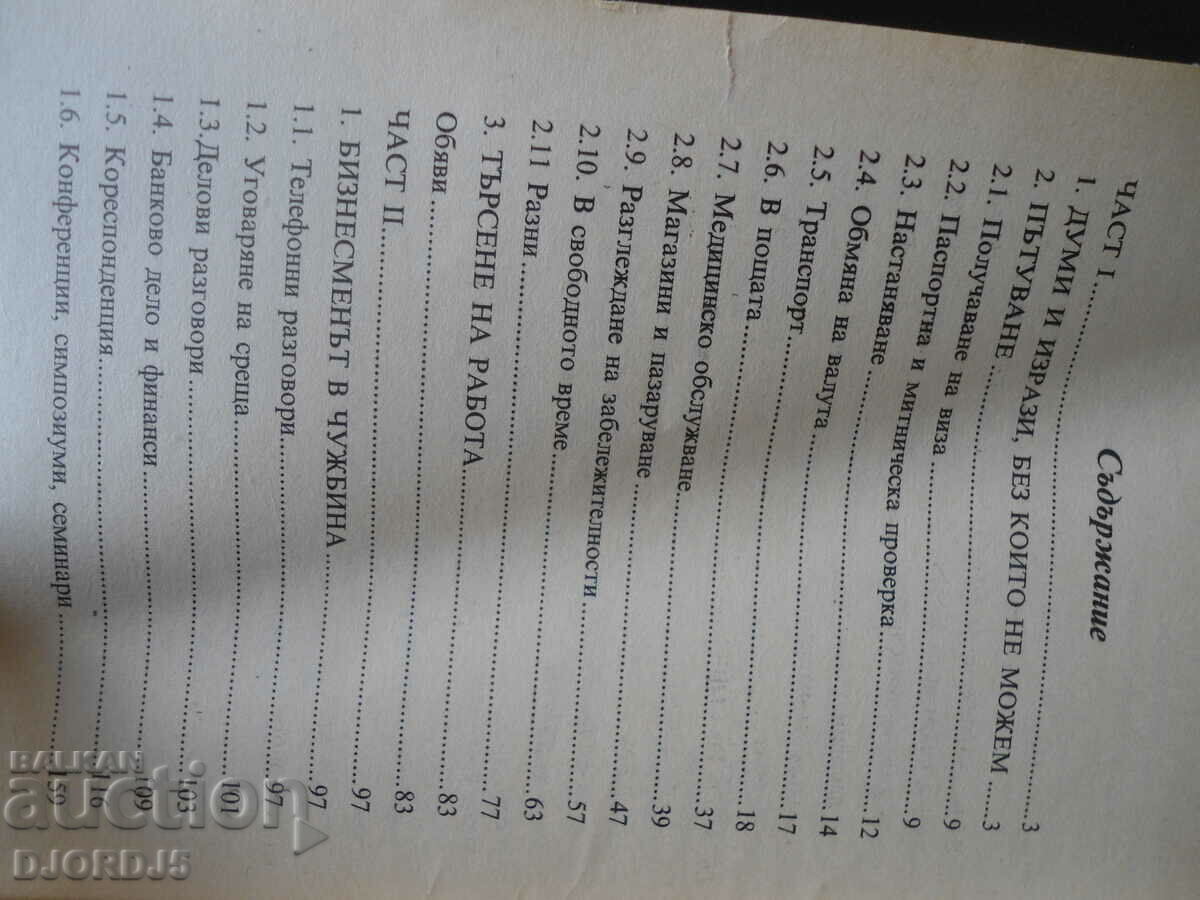 Съдържание
ЧАСТ I.......................................3
1. ДУМИ И ИЗРАЗИ, БЕЗ КОИТО НЕ МОЖЕМ......3
2. ПЪТУВАНЕ.......................................9
2.1. Получаване на виза.......................................9
2.2. Паспортна и митническа проверка....................12
2.3. Настаняване.......................................14
2.4. Обмяна на валута.......................................17
2.5. Транспорт.......................................18
2.6. В пощата.......................................37
2.7. Медицинско обслужване..............................39
2.8. Магазини и пазаруване..............................47
2.9. Разглеждане на забележителности....................57
2.10. В свободното време..............................63
2.11 Разни.......................................77
3. ТЪРСЕНЕ НА РАБОТА..............................83
Обяви.......................................83
ЧАСТ II.......................................97
1. БИЗНЕСМЕНЪТ В ЧУЖБИНА....................97
1.1. Телефонни разговори..............................97
1.2. Уговаряне на среща..............................101
1.3.Делови разговори..............................103
1.4. Банково дело и финанси..............................109
1.5. Кореспонденция..............................116
1.6. Конференции, симпозиуми, семинари...............159
BALKAN
auction
DJORDJ5